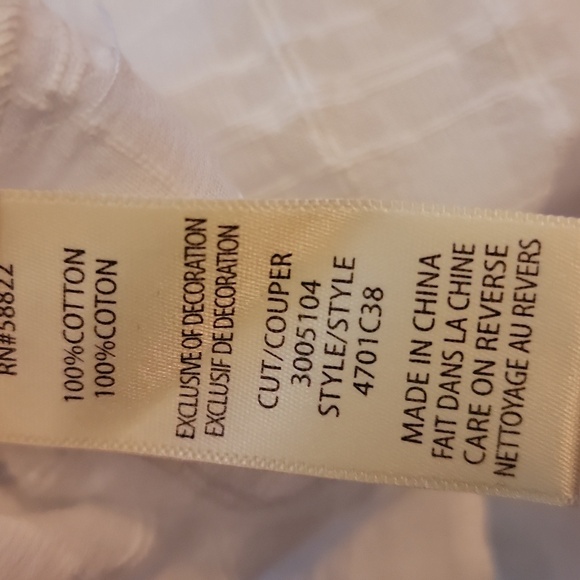 RN#58822
100%COTTON
100%COTON
EXCLUSIVE OF DECORATION
EXCLUSIF DE DECORATION
CUT/COUPER
3005104
STYLE/STYLE
4701C38
MADE IN CHINA
FAIT DANS LA CHINE
CARE ON REVERSE
NETTOYAGE AU REVERS